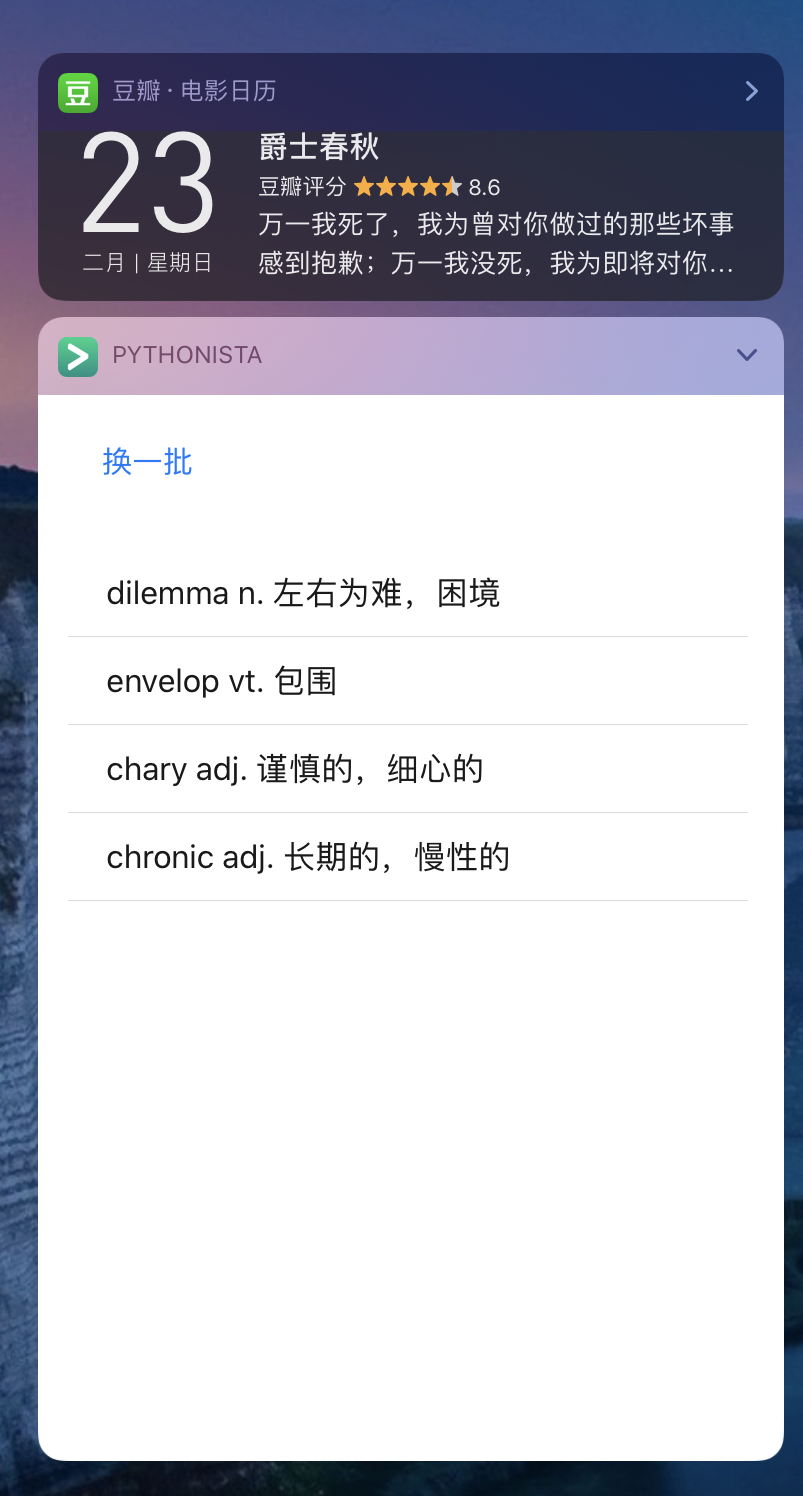 豆
豆瓣 · 电影日历
23
二月 | 星期日
爵士春秋
豆瓣评分 8.6
万一我死了，我为曾对你做过的那些坏事
感到抱歉；万一我没死，我为即将对你…
PYTHONISTA
换一批
dilemma n. 左右为难，困境
envelop vt. 包围
chary adj. 谨慎的，细心的
chronic adj. 长期的，慢性的